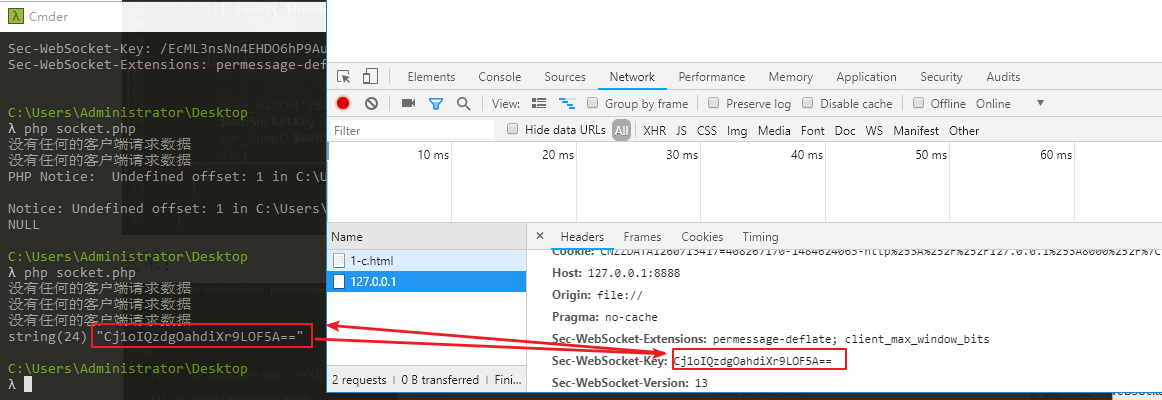 Cmder
Sec-WebSocket-Key: /EcML3nsNn4EHDO6hP9Au
Sec-WebSocket-Extensions: permessage-def
C:\Users\Administrator\Desktop
λ php socket.php
没有任何的客户端请求数据
没有任何的客户端请求数据
PHP Notice:  Undefined offset: 1 in C:\U
Notice: Undefined offset: 1 in C:\Users\
NULL
C:\Users\Administrator\Desktop
λ php socket.php
没有任何的客户端请求数据
没有任何的客户端请求数据
没有任何的客户端请求数据
string(24) "Cj1oIQzdgOahdiXr9LOF5A=="
C:\Users\Administrator\Desktop
λ
Elements Console Sources Network Performance Memory Application Security Audits
View: Group by frame Preserve log Disable cache Offline Online
Filter Hide data URLs All XHR JS CSS Img Media Font Doc WS Manifest Other
10 ms 20 ms 30 ms 40 ms 50 ms 60 ms
Name
1-c.html
127.0.0.1
2 requests | 0 B transferred | Fini...
× Headers Frames Cookies Timing
Host: 127.0.0.1:8888
Origin: file://
Pragma: no-cache
Sec-WebSocket-Extensions: permessage-deflate; client_max_window_bits
Sec-WebSocket-Key: Cj1oIQzdgOahdiXr9LOF5A==
Sec-WebSocket-Version: 13